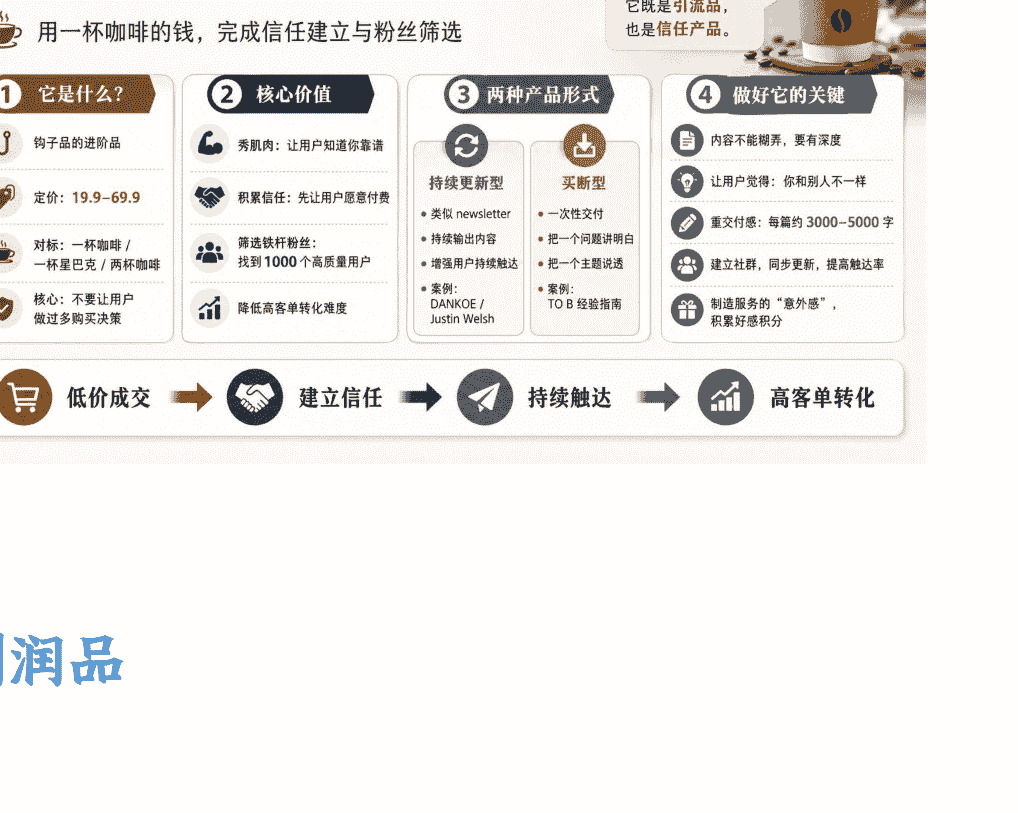 它既是引流品，
也是信任产品。
用一杯咖啡的钱，完成信任建立与粉丝筛选
1 它是什么？
钩子品的进阶品
定价：19.9–69.9
对标：一杯咖啡 /
一杯星巴克 / 两杯咖啡
核心：不要让用户
做过多购买决策
2 核心价值
秀肌肉：让用户知道你靠谱
积累信任：先让用户愿意付费
筛选铁杆粉丝：
找到 1000 个高质量用户
降低高客单转化难度
3 两种产品形式
持续更新型
• 类似 newsletter
• 持续输出内容
• 增强用户持续触达
• 案例：
DANKOE /
Justin Welsh
买断型
• 一次性交付
• 把一个问题讲明白
• 把一个主题说透
• 案例：
TO B 经验指南
4 做好它的关键
内容不能糊弄，要有深度
让用户觉得：你和别人不一样
重交付感：每篇约 3000–5000 字
建立社群，同步更新，提高触达率
制造服务的“意外感”，
积累好感积分
低价成交
建立信任
持续触达
高客单转化
润品